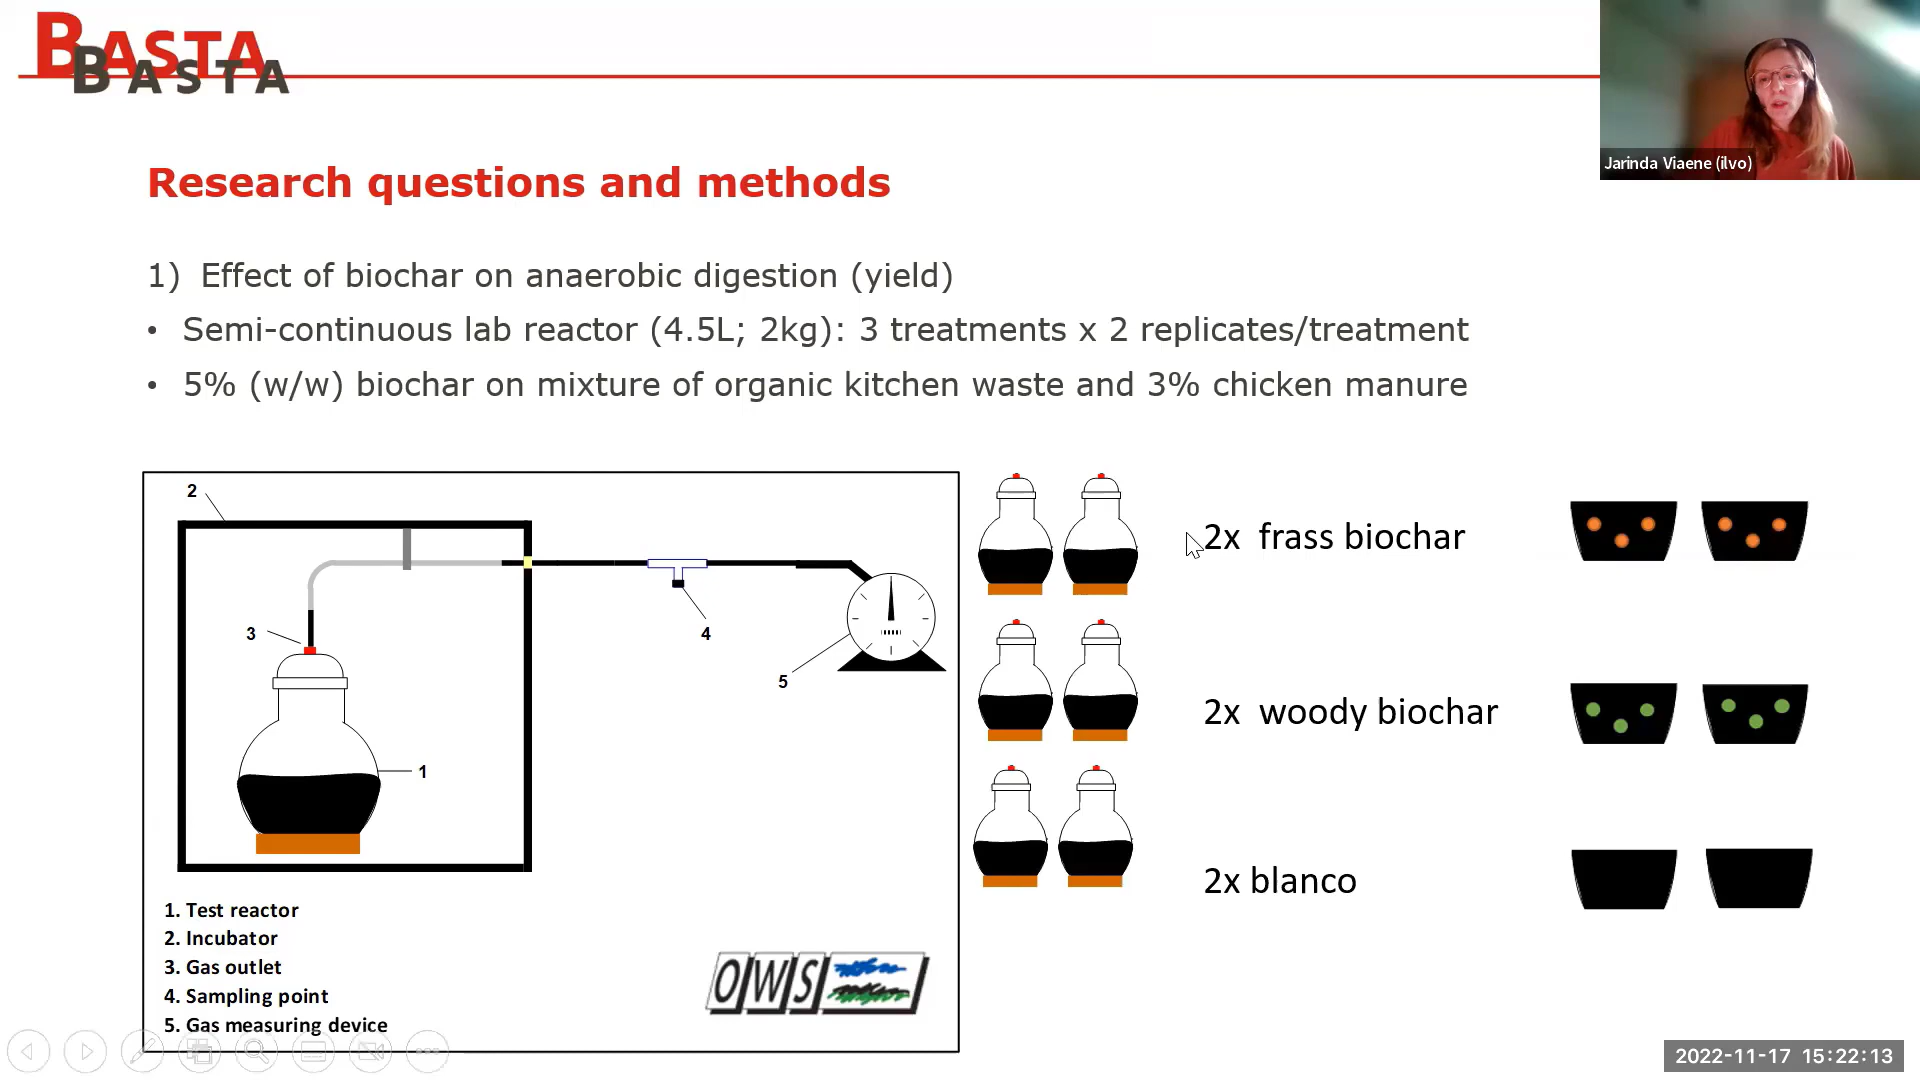 BASTA
BASTA
Jarinda Viaene (ilvo)
Research questions and methods
1) Effect of biochar on anaerobic digestion (yield)
• Semi-continuous lab reactor (4.5L; 2kg): 3 treatments x 2 replicates/treatment
• 5% (w/w) biochar on mixture of organic kitchen waste and 3% chicken manure
2
3
4
5
1
1. Test reactor
2. Incubator
3. Gas outlet
4. Sampling point
5. Gas measuring device
OWS
2x frass biochar
2x woody biochar
2x blanco
2022-11-17 15:22:13